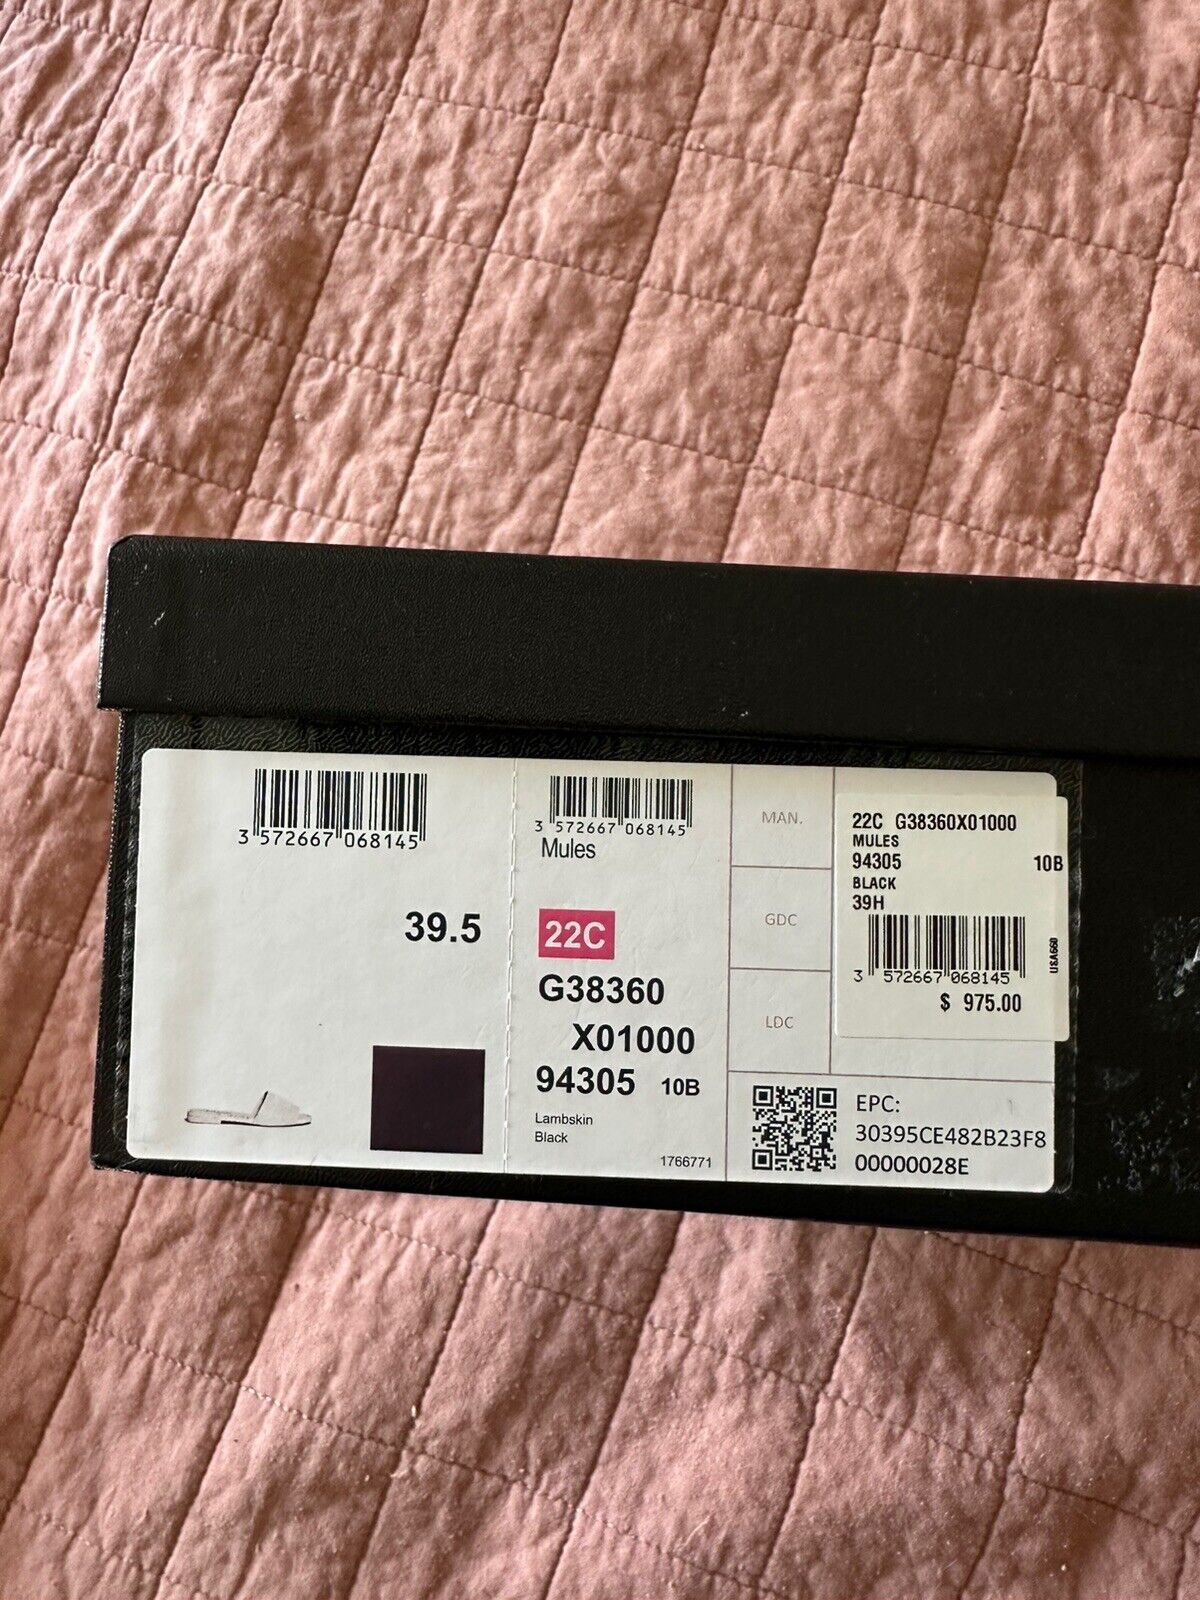 3 572667 068145
39.5
3 572667 068145
Mules
22C
G38360
X01000
94305 10B
Lambskin
Black
1766771
MAN.
GDC
LDC
22C G38360X01000
MULES
94305 10B
BLACK
39H
3 572667 068145
$ 975.00
USA660
EPC:
30395CE482B23F8
00000028E